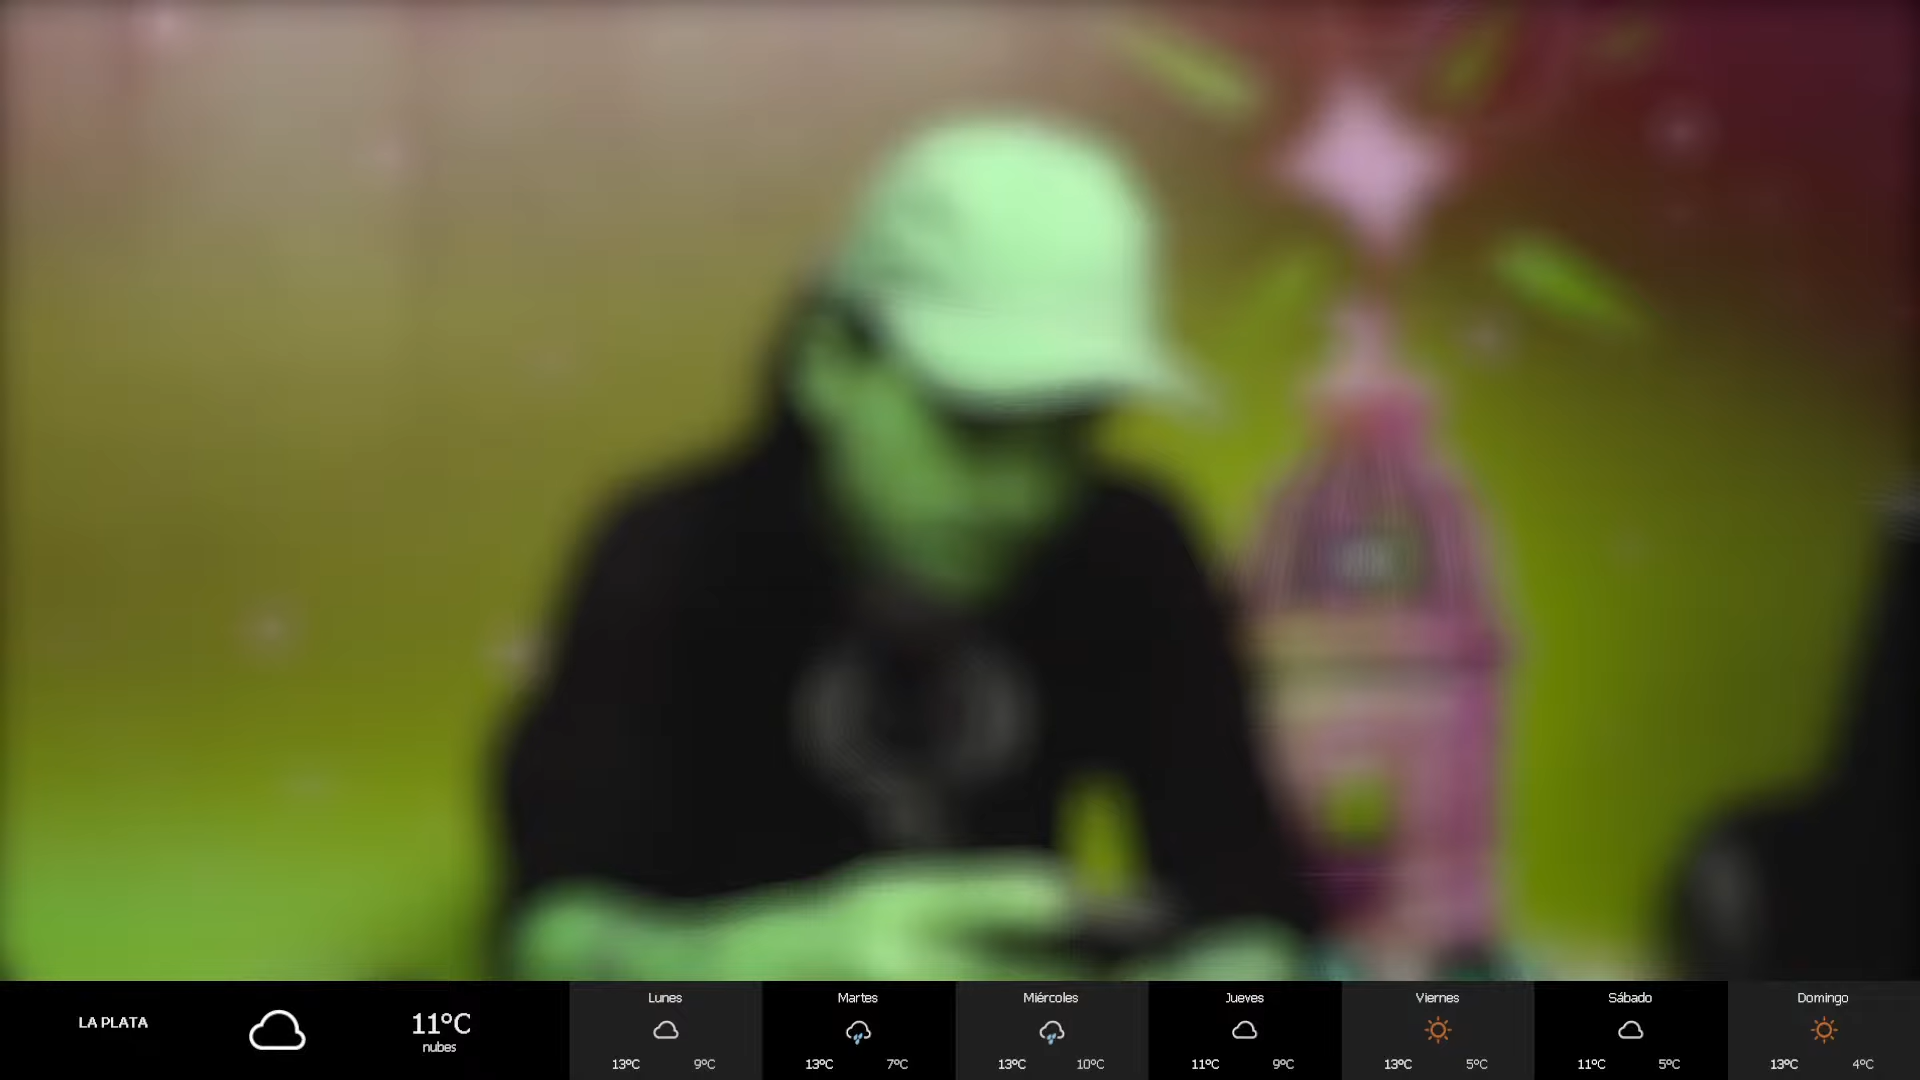 LA PLATA
11°C
nubes
Lunes
13°C 9°C
Martes
13°C 7°C
Miércoles
13°C 10°C
Jueves
11°C 9°C
Viernes
13°C 5°C
Sábado
11°C 5°C
Domingo
13°C 4°C